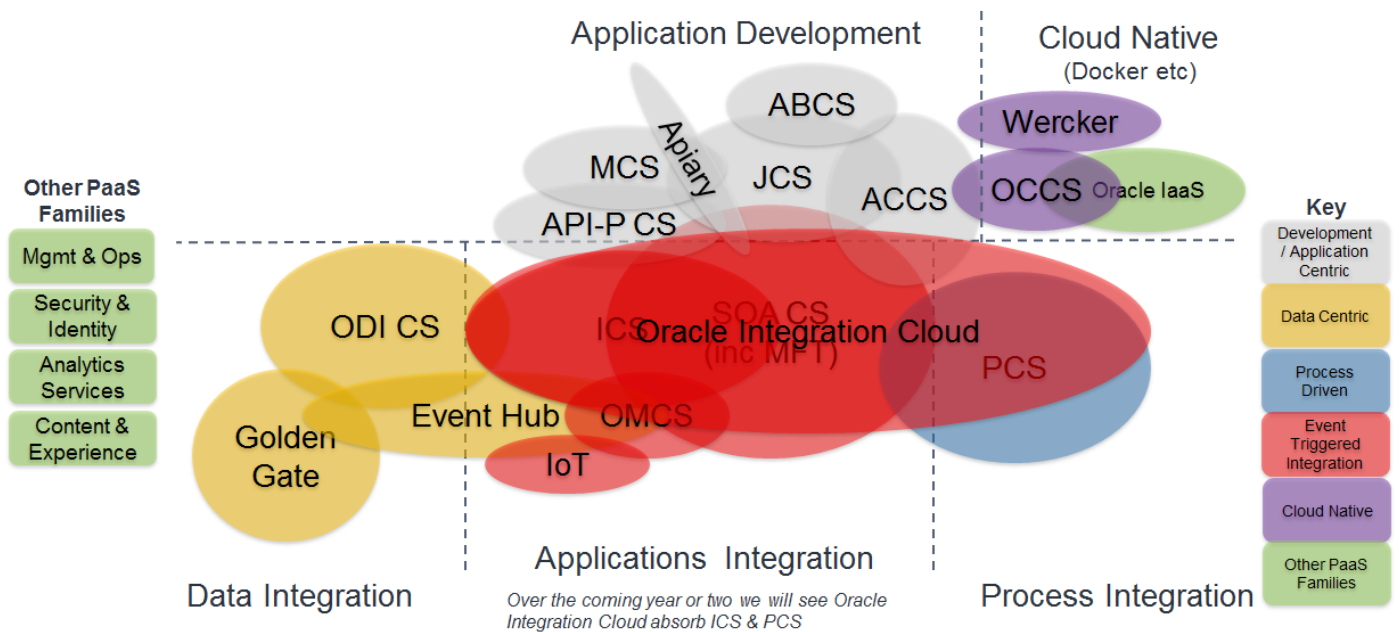 Application Development
Cloud Native
(Docker etc)
ABCS
Wercker
Apiary
MCS
JCS
ACCS
OCCS
Oracle IaaS
API-P CS
Other PaaS
Families
Mgmt & Ops
Security &
Identity
Analytics
Services
Content &
Experience
ODI CS
ICS
SOA CS
(inc MFT)
Oracle Integration Cloud
PCS
Event Hub
OMCS
Golden
Gate
IoT
Key
Development
/ Application
Centric
Data Centric
Process
Driven
Event
Triggered
Integration
Cloud Native
Other PaaS
Families
Data Integration
Applications Integration
Over the coming year or two we will see Oracle
Integration Cloud absorb ICS & PCS
Process Integration